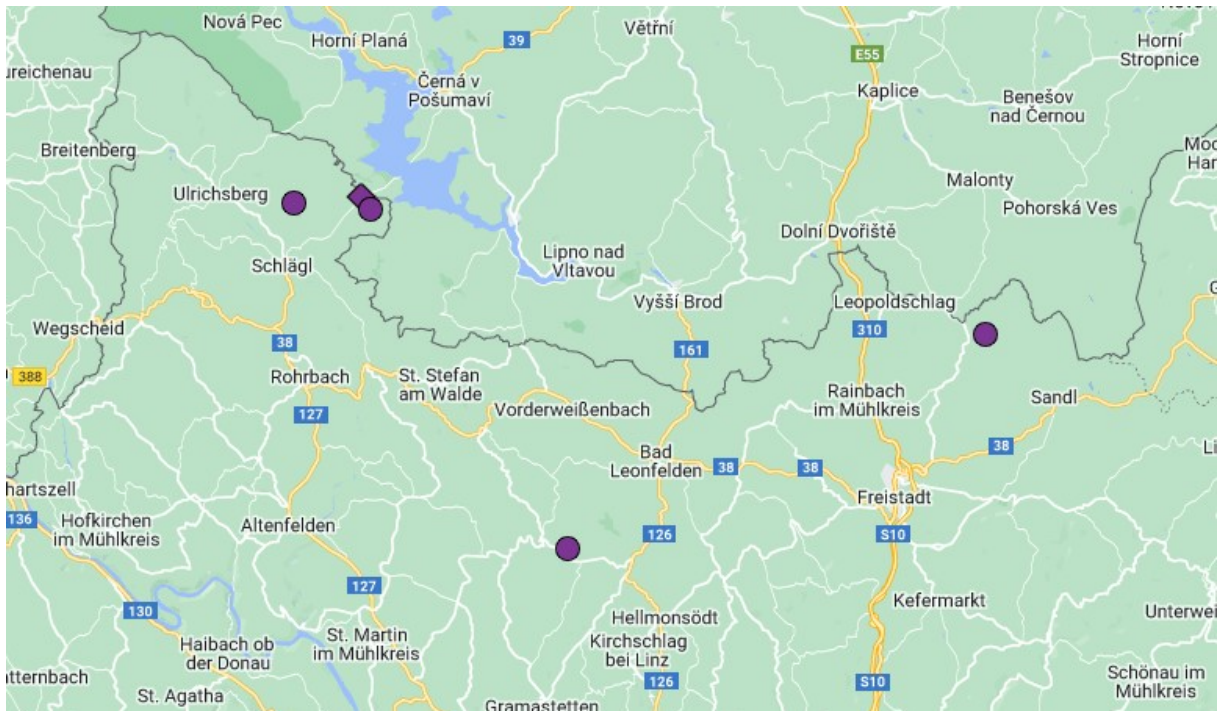 Nová Pec
Horní Planá
39
Větřní
E55
Horní
Stropnice
ureichenau
Černá v
Pošumaví
Kaplice
Benešov
nad Černou
Breitenberg
Ulrichsberg
Malonty
Pohorská Ves
Schlägl
Lipno nad
Vltavou
Dolní Dvořiště
Vyšší Brod
Leopoldschlag
Wegscheid
38
161
310
388
Rohrbach
St. Stefan
am Walde
Rainbach
im Mühlkreis
Sandl
127
Vorderweißenbach
Bad
Leonfelden
38
38
38
hartszell
136
Hofkirchen
im Mühlkreis
Altenfelden
Freistadt
126
S10
127
130
Kefermarkt
Hellmonsödt
Unterwei
Haibach ob
der Donau
St. Martin
im Mühlkreis
Kirchschlag
bei Linz
126
S10
Schönau im
Mühlkreis
atternbach
St. Agatha
Gramastetten